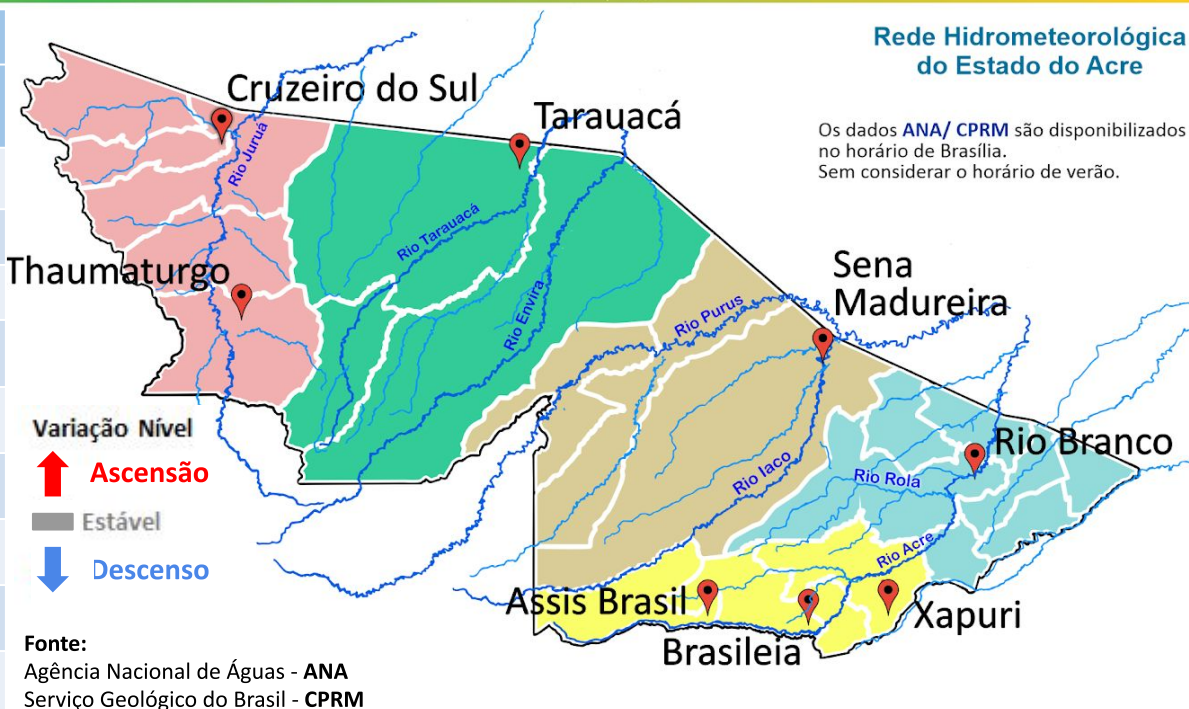 Rede Hidrometeorológica
do Estado do Acre
Os dados ANA/ CPRM são disponibilizados
no horário de Brasília.
Sem considerar o horário de verão.
Cruzeiro do Sul
Tarauacá
Rio Juruá
Rio Tarauacá
Thaumaturgo
Rio Envira
Sena
Madureira
Rio Purus
Variação Nível
Ascensão
Estável
Descenso
Rio Branco
Rio Iaco
Rio Rola
Rio Acre
Assis Brasil
Xapuri
Brasileia
Fonte:
Agência Nacional de Águas - ANA
Serviço Geológico do Brasil - CPRM